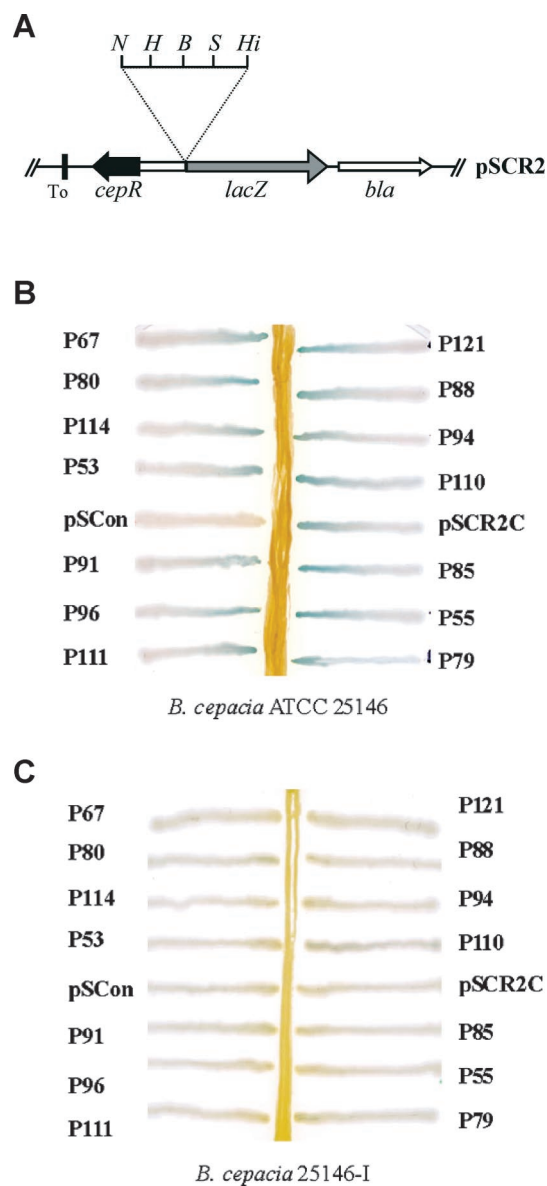 A
N H B S Hi
pSCR2
To cepR lacZ bla
B
P67 P121
P80 P88
P114 P94
P53 P110
pSCon pSCR2C
P91 P85
P96 P55
P111 P79
B. cepacia ATCC 25146
C
P67 P121
P80 P88
P114 P94
P53 P110
pSCon pSCR2C
P91 P85
P96 P55
P111 P79
B. cepacia 25146-I